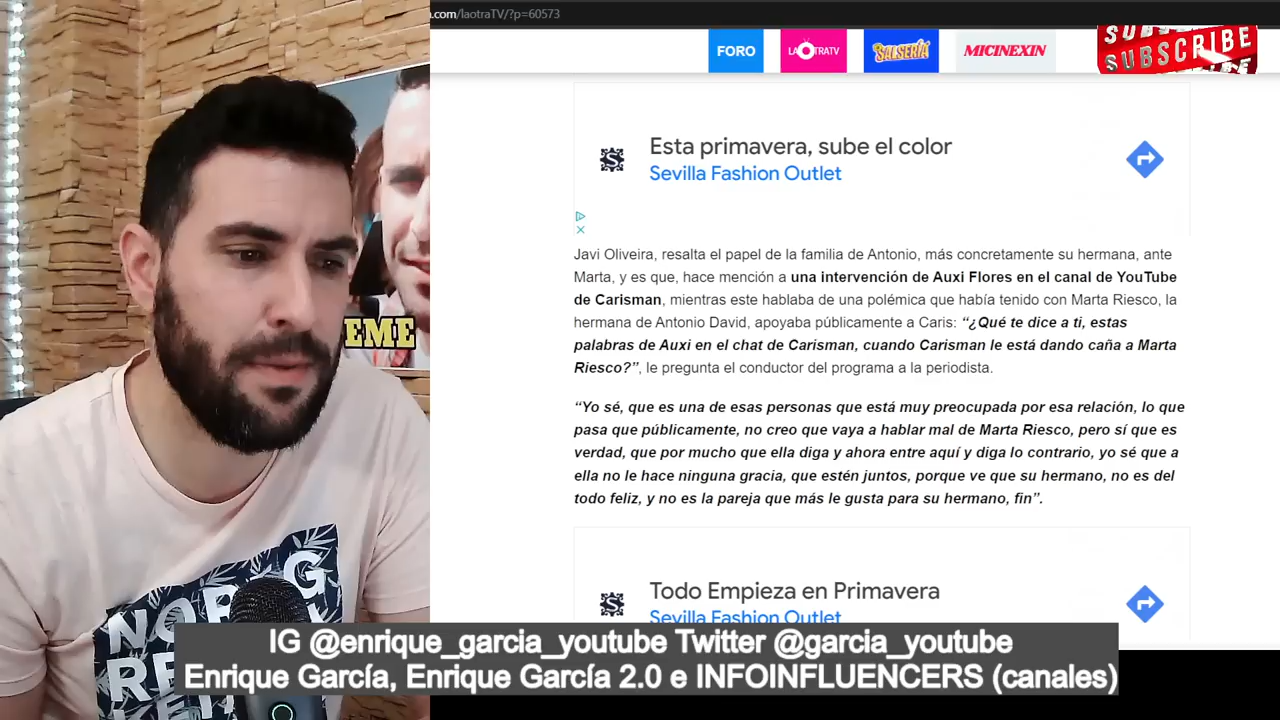 .com/laotraTV/?p=60573
FORO
LAOTRATV
SALSERÍA
MICINEXIN
SUBSCRIBE
Esta primavera, sube el color
Sevilla Fashion Outlet
Javi Oliveira, resalta el papel de la familia de Antonio, más concretamente su hermana, ante
Marta, y es que, hace mención a una intervención de Auxi Flores en el canal de YouTube
de Carisman, mientras este hablaba de una polémica que había tenido con Marta Riesco, la
hermana de Antonio David, apoyaba públicamente a Caris: “¿Qué te dice a ti, estas
palabras de Auxi en el chat de Carisman, cuando Carisman le está dando caña a Marta
Riesco?”, le pregunta el conductor del programa a la periodista.
“Yo sé, que es una de esas personas que está muy preocupada por esa relación, lo que
pasa que públicamente, no creo que vaya a hablar mal de Marta Riesco, pero sí que es
verdad, que por mucho que ella diga y ahora entre aquí y diga lo contrario, yo sé que a
ella no le hace ninguna gracia, que estén juntos, porque ve que su hermano, no es del
todo feliz, y no es la pareja que más le gusta para su hermano, fin”.
Todo Empieza en Primavera
Sevilla Fashion Outlet
EME
IG @enrique_garcia_youtube Twitter @garcia_youtube
Enrique García, Enrique García 2.0 e INFOINFLUENCERS (canales)